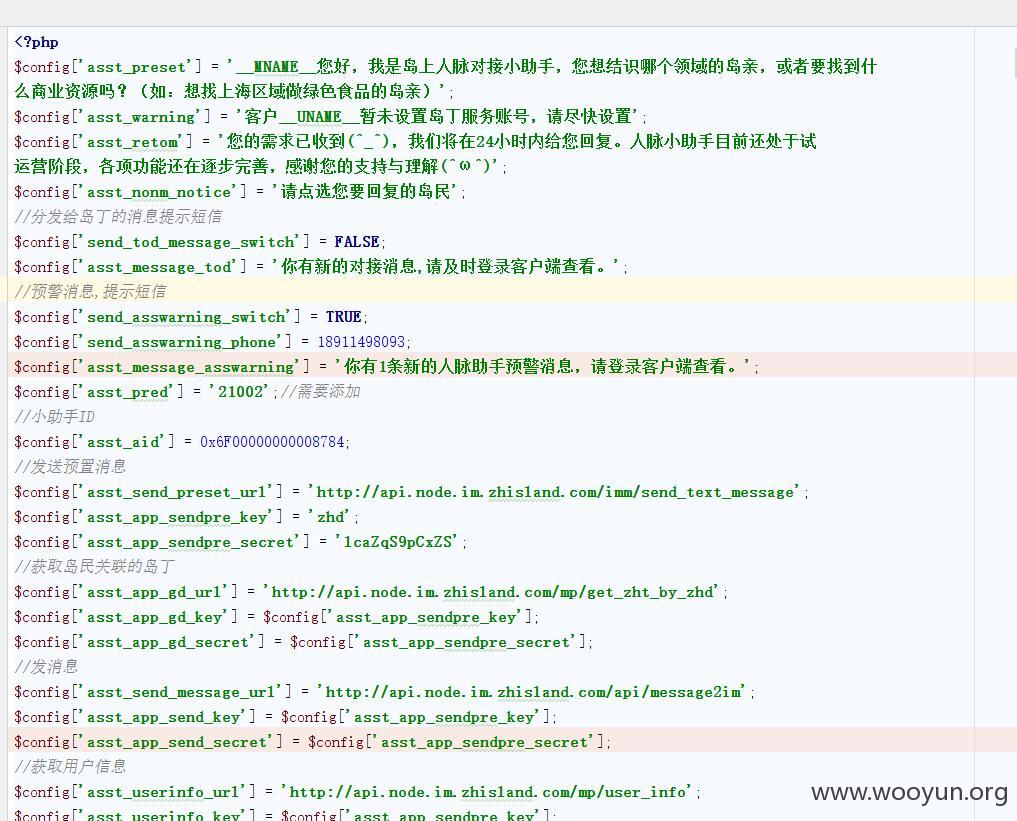 <?php
$config['asst_preset'] = '__MNAME__您好，我是岛上人脉对接小助手，您想结识哪个领域的岛亲，或者要找到什
么商业资源吗？（如：想找上海区域做绿色食品的岛亲）';
$config['asst_warning'] = '客户__UNAME__暂未设置岛丁服务账号，请尽快设置';
$config['asst_retom'] = '您的需求已收到(^_^)，我们将在24小时内给您回复。人脉小助手目前还处于试
运营阶段，各项功能还在逐步完善，感谢您的支持与理解(^ω^)';
$config['asst_nonm_notice'] = '请点选您要回复的岛民';
//分发给岛丁的消息提示短信
$config['send_tod_message_switch'] = FALSE;
$config['asst_message_tod'] = '你有新的对接消息,请及时登录客户端查看。';
//预警消息,提示短信
$config['send_asswarning_switch'] = TRUE;
$config['send_asswarning_phone'] = 18911498093;
$config['asst_message_asswarning'] = '你有1条新的人脉助手预警消息，请登录客户端查看。';
$config['asst_pred'] = '21002';//需要添加
//小助手ID
$config['asst_aid'] = 0x6F00000000008784;
//发送预置消息
$config['asst_send_preset_url'] = 'http://api.node.im.zhisland.com/imm/send_text_message';
$config['asst_app_sendpre_key'] = 'zhd';
$config['asst_app_sendpre_secret'] = '1caZqS9pCxZS';
//获取岛民关联的岛丁
$config['asst_app_gd_url'] = 'http://api.node.im.zhisland.com/mp/get_zht_by_zhd';
$config['asst_app_gd_key'] = $config['asst_app_sendpre_key'];
$config['asst_app_gd_secret'] = $config['asst_app_sendpre_secret'];
//发消息
$config['asst_send_message_url'] = 'http://api.node.im.zhisland.com/api/message2im';
$config['asst_app_send_key'] = $config['asst_app_sendpre_key'];
$config['asst_app_send_secret'] = $config['asst_app_sendpre_secret'];
//获取用户信息
$config['asst_userinfo_url'] = 'http://api.node.im.zhisland.com/mp/user_info';
$config['asst_userinfo_key'] = $config['asst_app_sendpre_key'];
www.wooyun.org